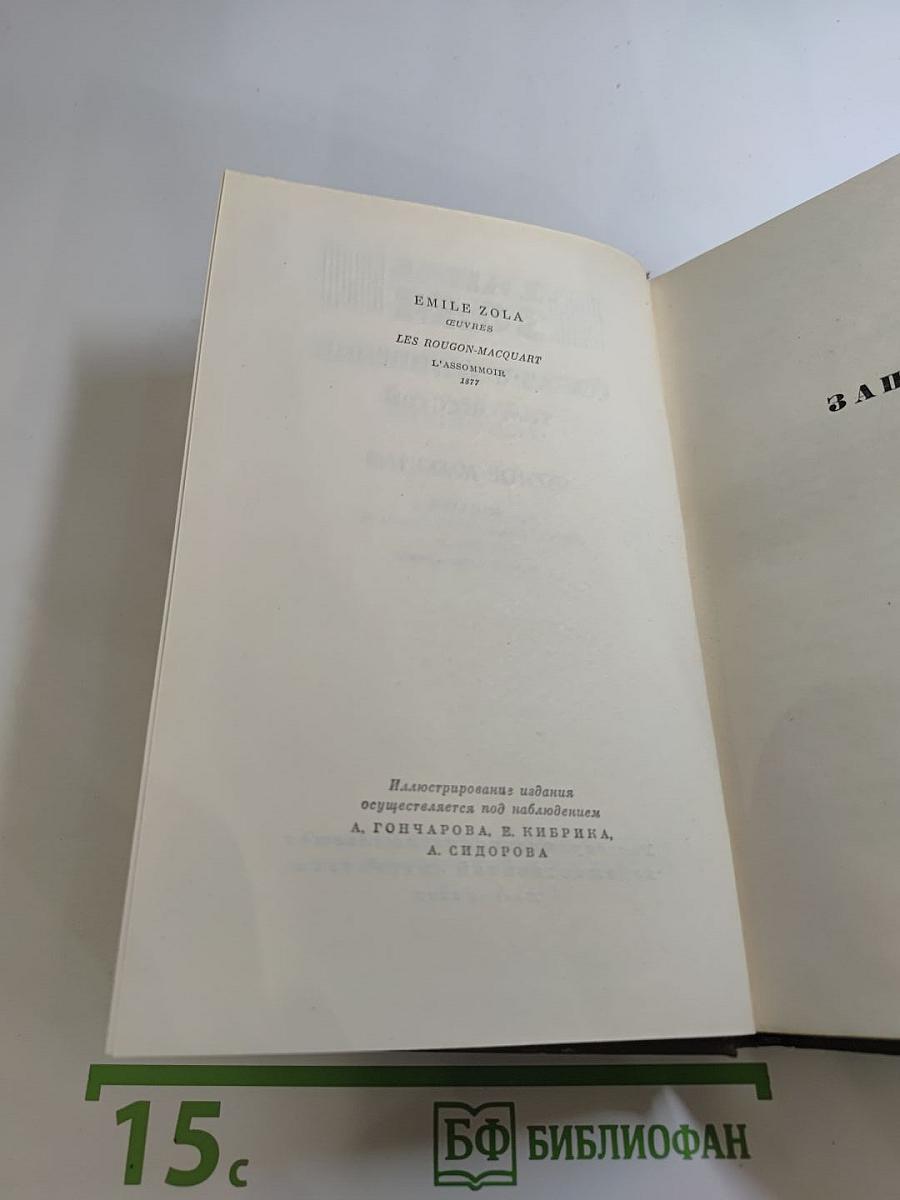 EMILE ZOLA
ŒUVRES
LES ROUGON-MACQUART
L'ASSOMMOIR
1877
Иллюстрирование издания
осуществляется под наблюдением
А. ГОНЧАРОВА, Е. КИБРИКА,
А. СИДОРОВА
ЗАП
15 с
БФ БИБЛИОФАН